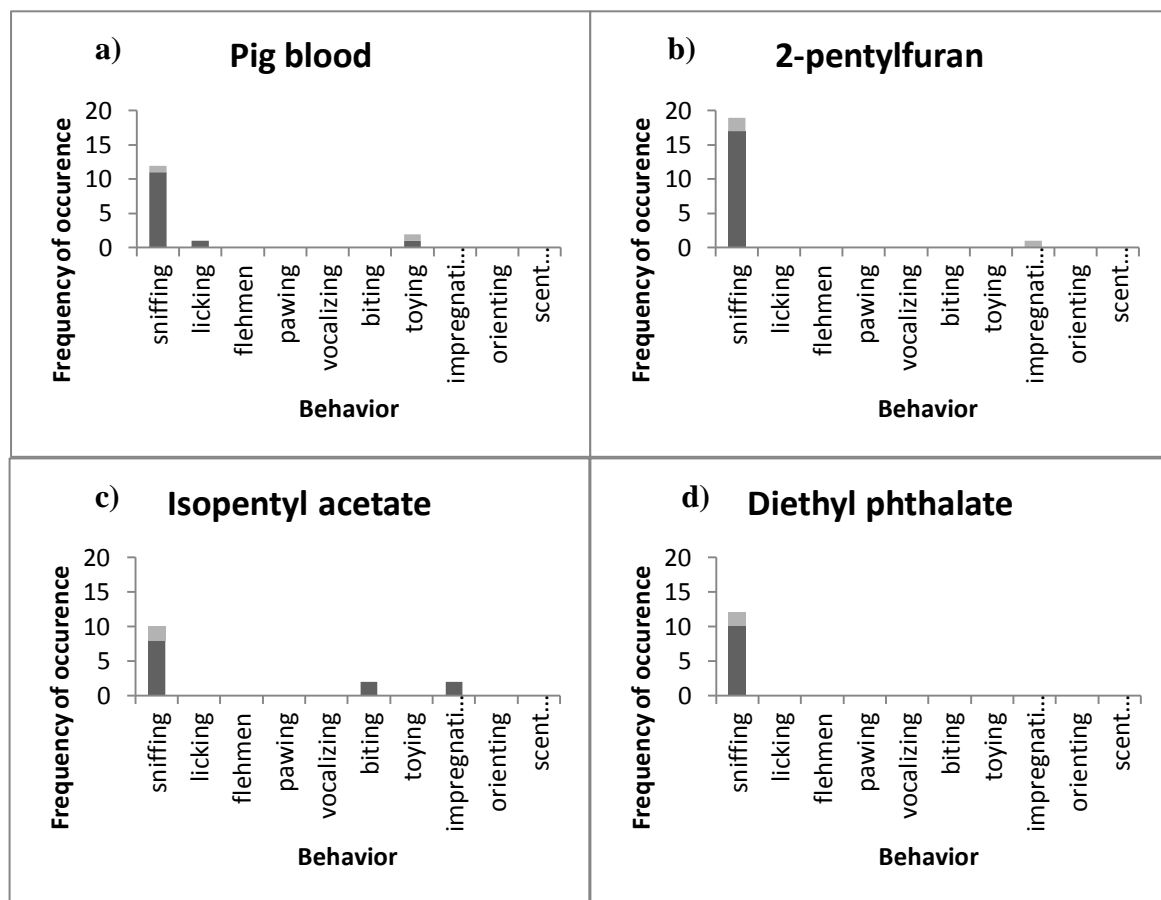 a) Pig blood
Frequency of occurence
20
15
10
5
0
sniffing
licking
flehmen
pawing
vocalizing
biting
toying
impregnati...
orienting
scent...
Behavior
b) 2-pentylfuran
Frequency of occurence
20
15
10
5
0
sniffing
licking
flehmen
pawing
vocalizing
biting
toying
impregnati...
orienting
scent...
Behavior
c) Isopentyl acetate
Frequency of occurence
20
15
10
5
0
sniffing
licking
flehmen
pawing
vocalizing
biting
toying
impregnati...
orienting
scent...
Behavior
d) Diethyl phthalate
Frequency of occurence
20
15
10
5
0
sniffing
licking
flehmen
pawing
vocalizing
biting
toying
impregnati...
orienting
scent...
Behavior